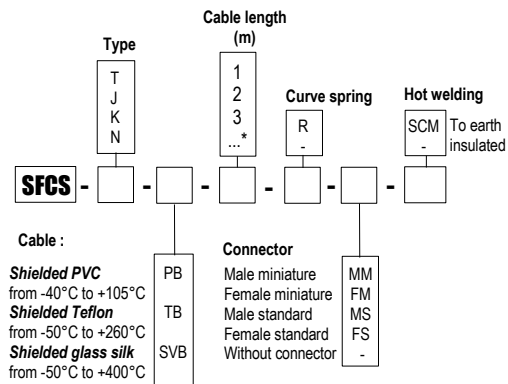 Cable length
(m)
Type
T
J
K
N
1
2
3
...*
Curve spring
R
-
Hot welding
SCM To earth
- insulated
SFCS - - - - - -
Cable :
Shielded PVC PB
from -40°C to +105°C
Shielded Teflon TB
from -50°C to +260°C
Shielded glass silk SVB
from -50°C to +400°C
Connector
Male miniature MM
Female miniature FM
Male standard MS
Female standard FS
Without connector -